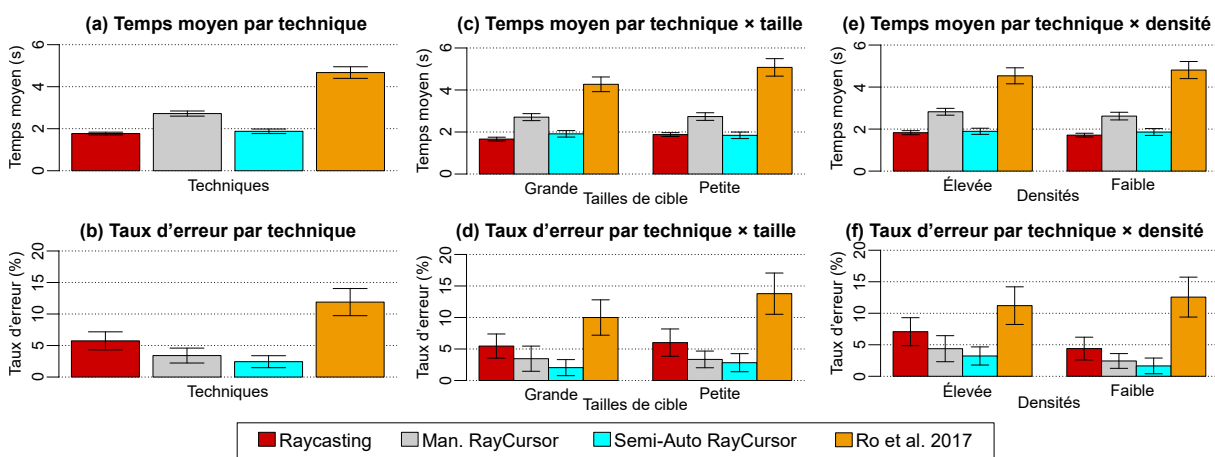 (a) Temps moyen par technique
Temps moyen (s)
0 2 4 6
Techniques
(c) Temps moyen par technique × taille
Temps moyen (s)
0 2 4 6
Grande Petite
Tailles de cible
(e) Temps moyen par technique × densité
Temps moyen (s)
0 2 4 6
Élevée Faible
Densités
(b) Taux d'erreur par technique
Taux d'erreur (%)
0 5 10 15 20
Techniques
(d) Taux d'erreur par technique × taille
Taux d'erreur (%)
0 5 10 15 20
Grande Petite
Tailles de cible
(f) Taux d'erreur par technique × densité
Taux d'erreur (%)
0 5 10 15 20
Élevée Faible
Densités
Raycasting Man. RayCursor Semi-Auto RayCursor Ro et al. 2017